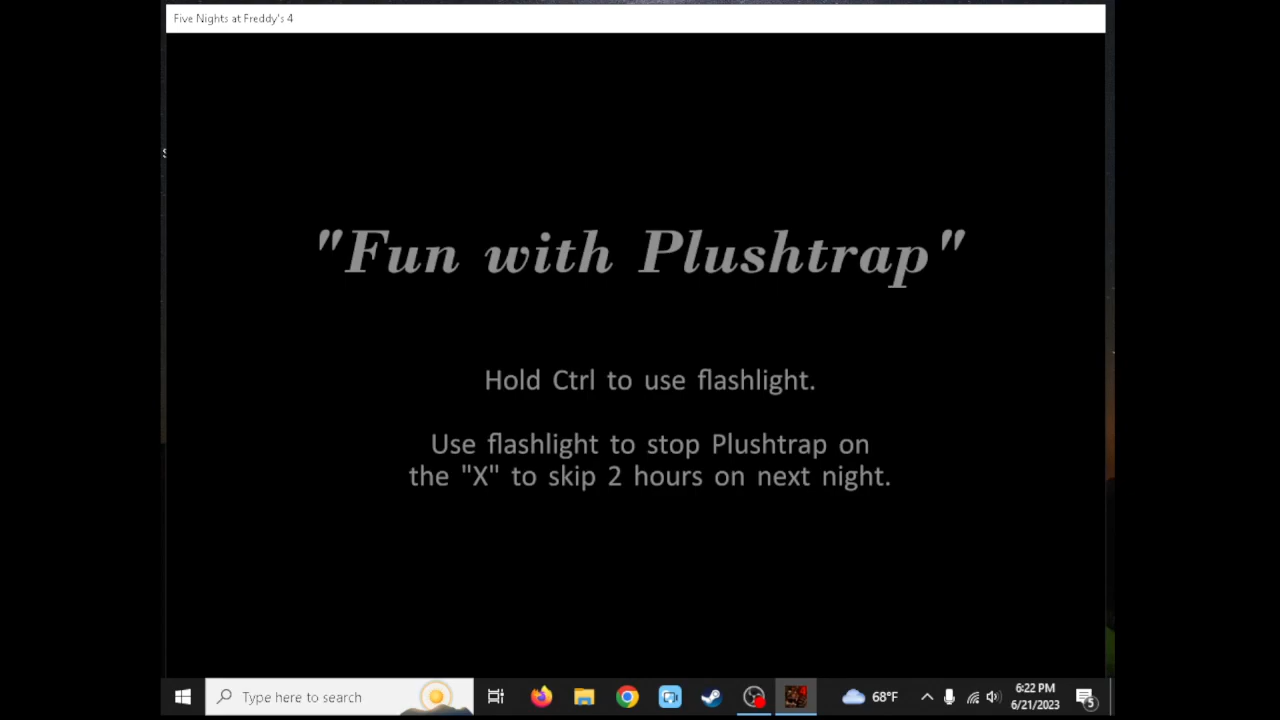 Five Nights at Freddy's 4
"Fun with Plushtrap"
Hold Ctrl to use flashlight.
Use flashlight to stop Plushtrap on
the "X" to skip 2 hours on next night.
Type here to search
68°F
6:22 PM
6/21/2023
5